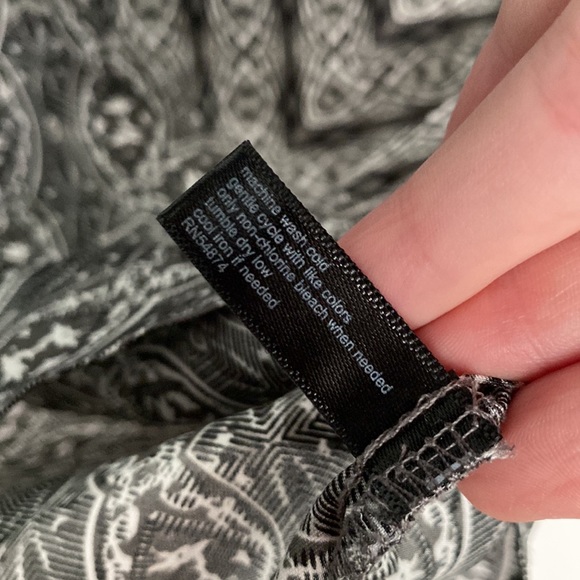 machine wash cold
gentle cycle with like colors
only non-chlorine bleach when needed
tumble dry low
cool iron if needed
RN54874